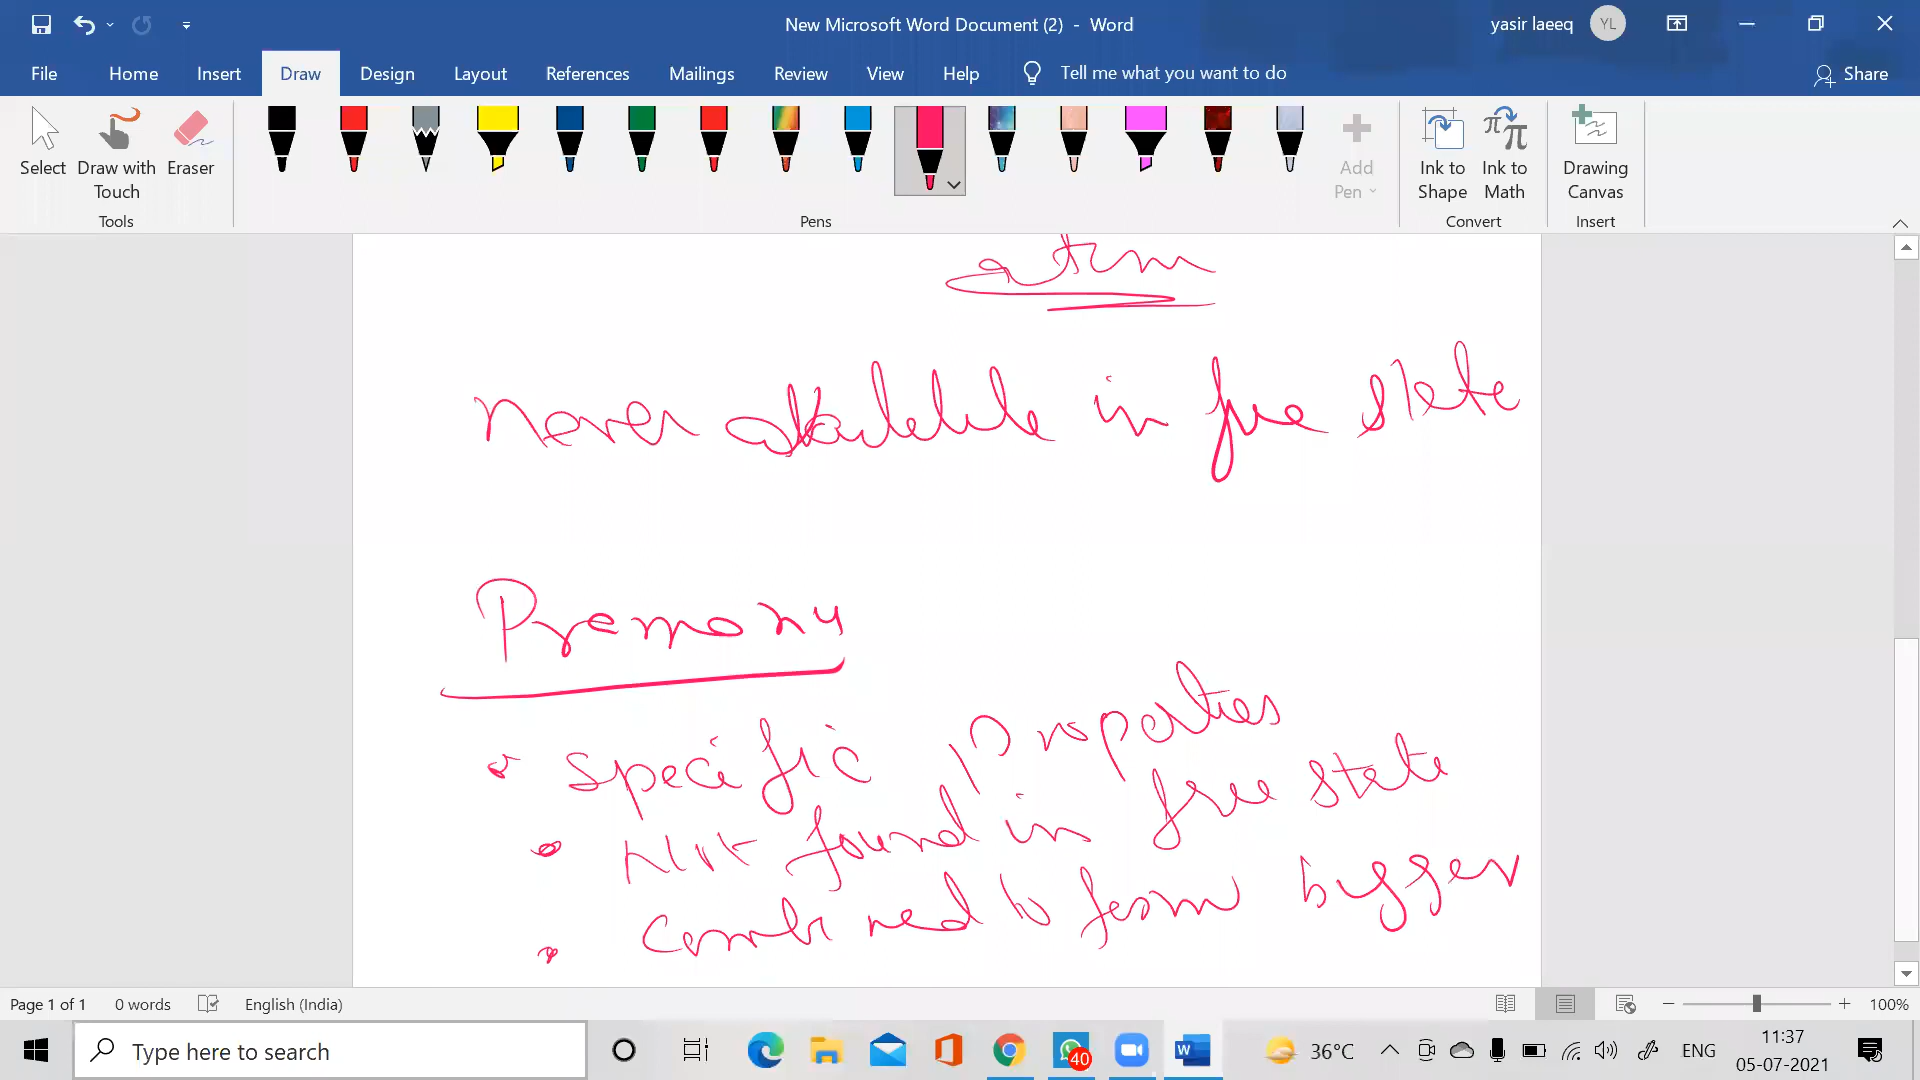 New Microsoft Word Document (2) - Word
yasir laeeq YL
File Home Insert Draw Design Layout References Mailings Review View Help Tell me what you want to do Share
Select Draw with Touch Eraser
Add Pen
Ink to Shape Ink to Math
Drawing Canvas
Tools Pens Convert Insert
atom
never in free state
Premory
Specific Properties
Not found in free state
Combined to form bigger
Page 1 of 1 0 words English (India) 100%
Type here to search
40
36°C ENG
11:37
05-07-2021